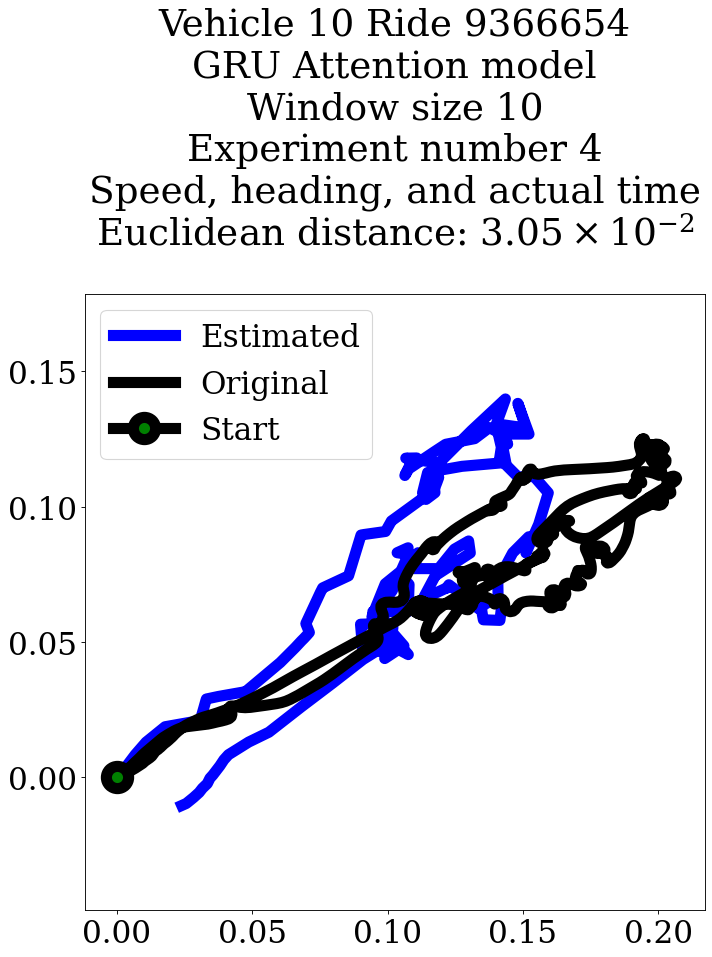 Vehicle 10 Ride 9366654
GRU Attention model
Window size 10
Experiment number 4
Speed, heading, and actual time
Euclidean distance: 3.05 × 10⁻²
Estimated
Original
Start
0.15
0.10
0.05
0.00
0.00 0.05 0.10 0.15 0.20